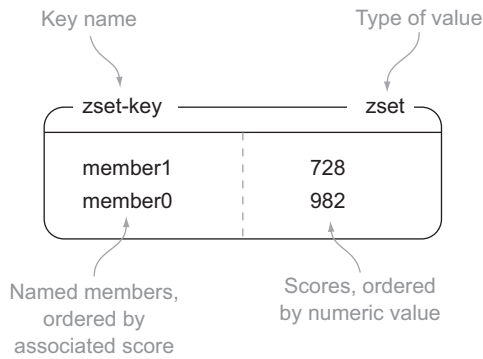 Key name
Type of value
zset-key
zset
member1
728
member0
982
Named members,
ordered by
associated score
Scores, ordered
by numeric value